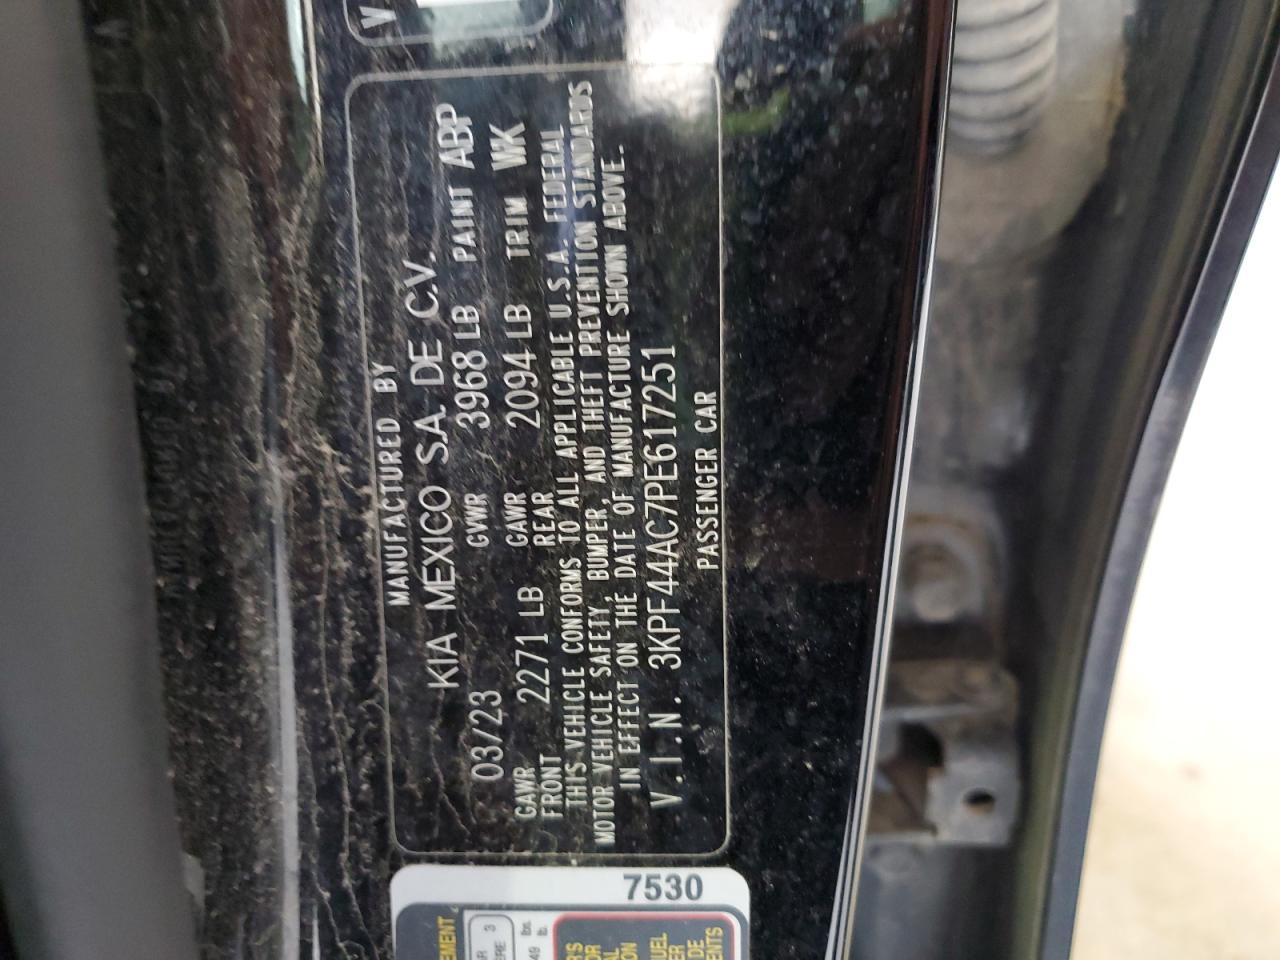 MANUFACTURED BY
KIA MEXICO S.A. DE C.V.
03/23 GVWR 3968 LB PAINT ABP
GAWR FRONT 2271 LB GAWR REAR 2094 LB TRIM WK
THIS VEHICLE CONFORMS TO ALL APPLICABLE U.S.A. FEDERAL
MOTOR VEHICLE SAFETY, BUMPER, AND THEFT PREVENTION STANDARDS
IN EFFECT ON THE DATE OF MANUFACTURE SHOWN ABOVE.
V.I.N. 3KPF44AC7PE617251
PASSENGER CAR
7530